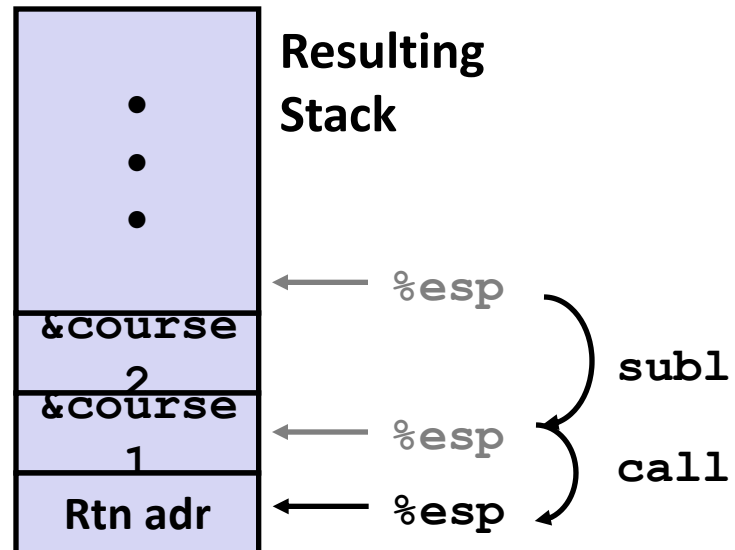 Resulting
Stack
%esp
&course
2
subl
&course
1
%esp
call
Rtn adr
%esp